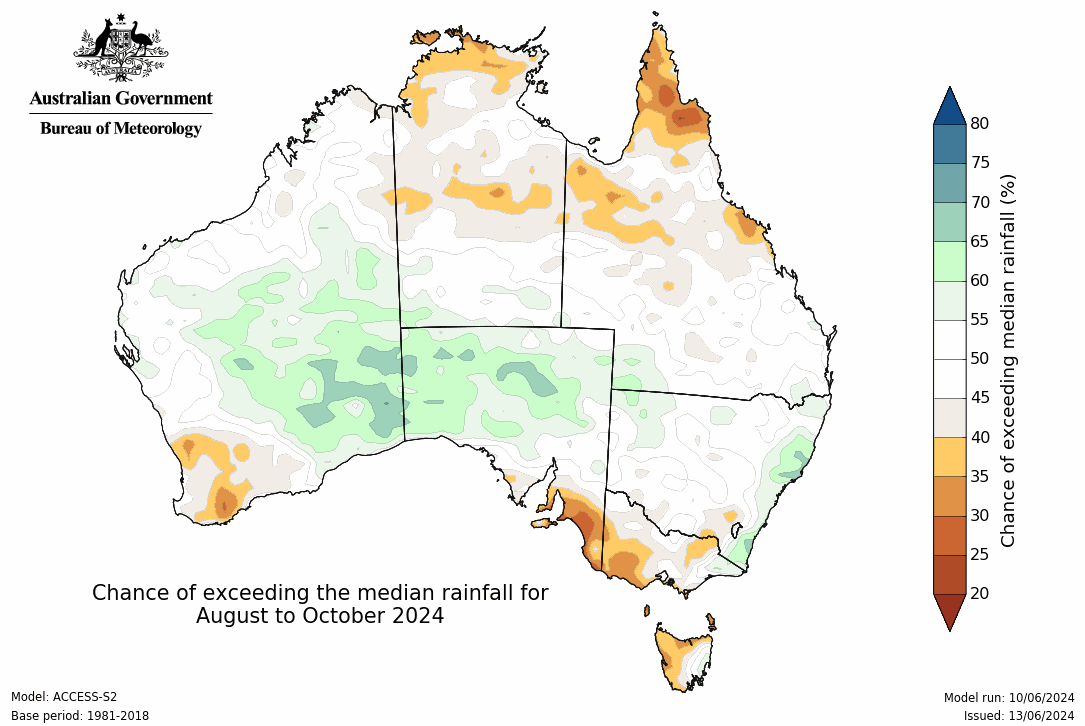 Australian Government
Bureau of Meteorology
80
75
70
65
60
55
50
45
40
35
30
25
20
Chance of exceeding median rainfall (%)
Chance of exceeding the median rainfall for
August to October 2024
Model: ACCESS-S2
Base period: 1981-2018
Model run: 10/06/2024
Issued: 13/06/2024